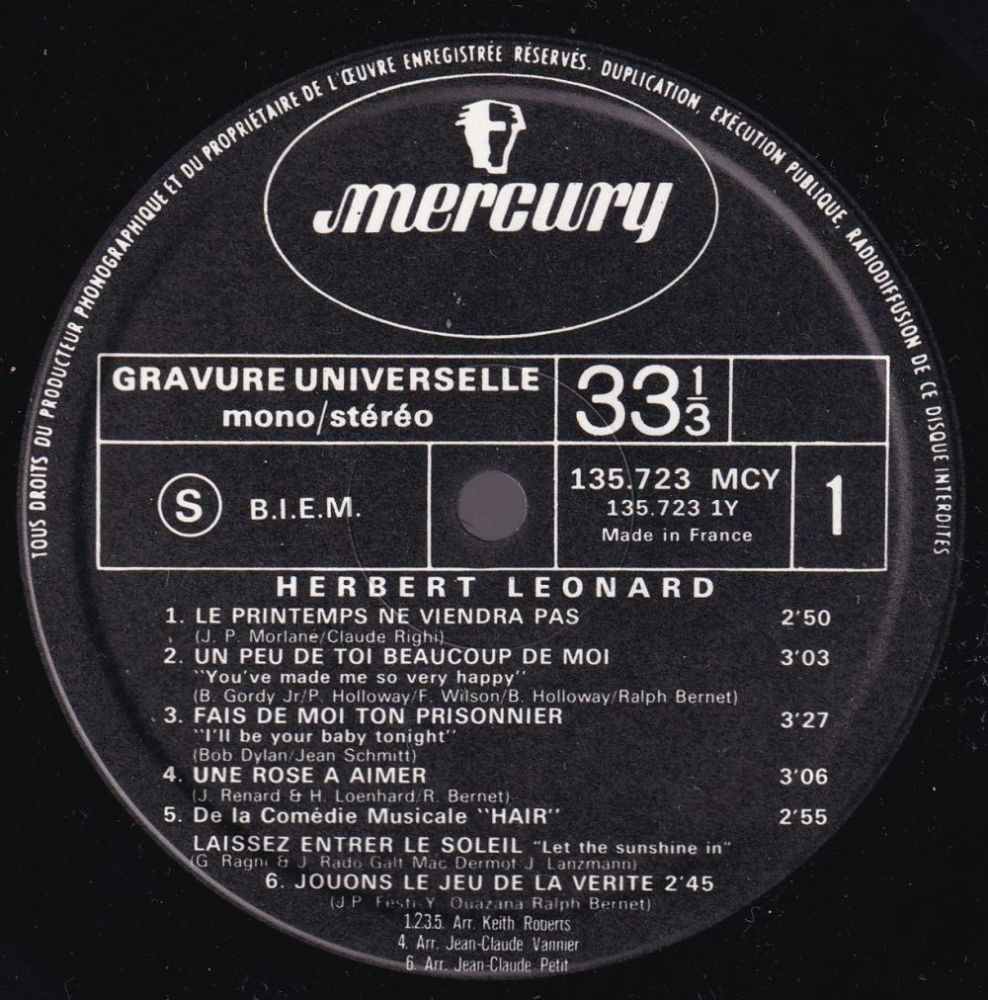 TOUS DROITS DU PRODUCTEUR PHONOGRAPHIQUE ET DU PROPRIÉTAIRE DE L'ŒUVRE ENREGISTRÉE RÉSERVÉS. DUPLICATION, EXÉCUTION PUBLIQUE, RADIODIFFUSION DE CE DISQUE INTERDITES
mercury
GRAVURE UNIVERSELLE
mono/stéréo
33 1/3
S B.I.E.M.
135.723 MCY
135.723 1Y
Made in France
1
HERBERT LEONARD
1. LE PRINTEMPS NE VIENDRA PAS 2'50
(J. P. Morlane/Claude Righi)
2. UN PEU DE TOI BEAUCOUP DE MOI 3'03
"You've made me so very happy"
(B. Gordy Jr/P. Holloway/F. Wilson/B. Holloway/Ralph Bernet)
3. FAIS DE MOI TON PRISONNIER 3'27
"I'll be your baby tonight"
(Bob Dylan/Jean Schmitt)
4. UNE ROSE A AIMER 3'06
(J. Renard & H. Loenhard/R. Bernet)
5. De la Comédie Musicale "HAIR" 2'55
LAISSEZ ENTRER LE SOLEIL "Let the sunshine in"
(G. Ragni & J. Rado Galt Mac Dermot J. Lanzmann)
6. JOUONS LE JEU DE LA VERITE 2'45
(J.P. Festi Y. Ouazana Ralph Bernet)
1.2.3.5. Arr. Keith Roberts
4. Arr. Jean-Claude Vannier
6. Arr. Jean-Claude Petit